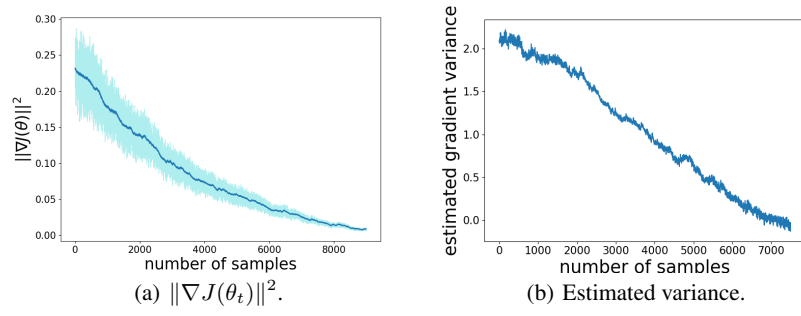 0.30
0.25
0.20
0.15
0.10
0.05
0.00
||∇J(θ)||²
0 2000 4000 6000 8000
number of samples
(a) ‖∇J(θ_t)‖².
2.0
1.5
1.0
0.5
0.0
estimated gradient variance
0 1000 2000 3000 4000 5000 6000 7000
number of samples
(b) Estimated variance.